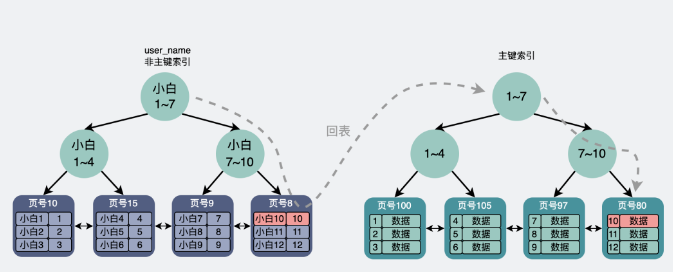 user_name
非主键索引
小白
1~7
小白
1~4
小白
7~10
页号10
小白1 1
小白2 2
小白3 3
页号15
小白4 4
小白5 5
小白6 6
页号9
小白7 7
小白8 8
小白9 9
页号8
小白10 10
小白11 11
小白12 12
回表
主键索引
1~7
1~4
7~10
页号100
1 数据
2 数据
3 数据
页号105
4 数据
5 数据
6 数据
页号97
7 数据
8 数据
9 数据
页号80
10 数据
11 数据
12 数据